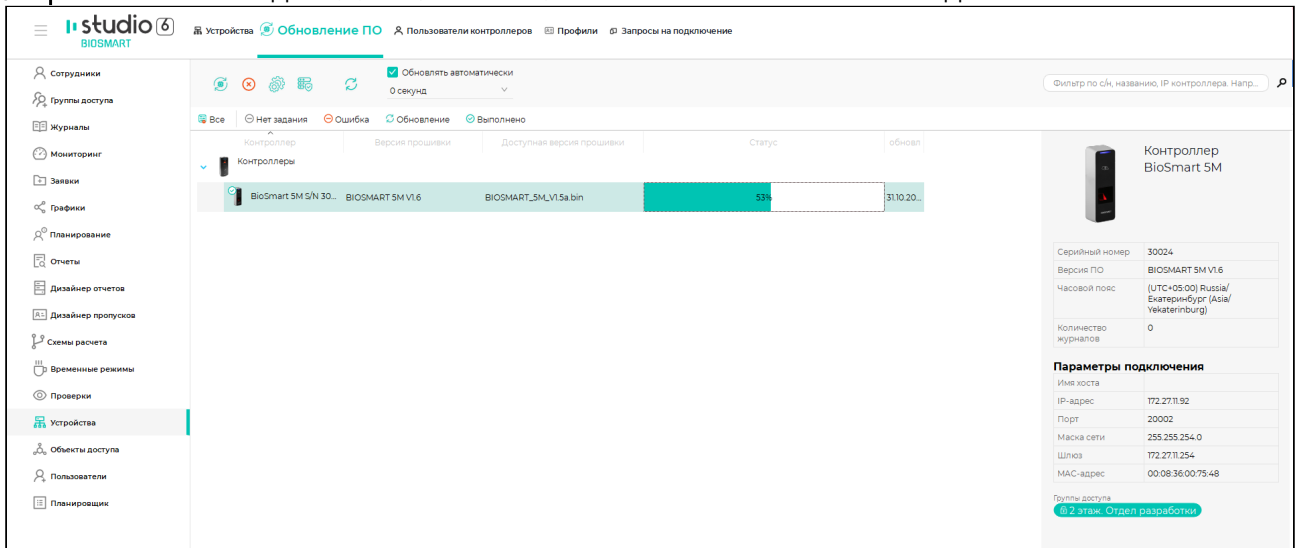 studio 6
BIOSMART
Устройства
Обновление ПО
Пользователи контроллеров
Профили
Запросы на подключение
Сотрудники
Группы доступа
Журналы
Мониторинг
Заявки
Графики
Планирование
Отчеты
Дизайнер отчетов
Дизайнер пропусков
Схемы расчета
Временные режимы
Проверки
Устройства
Объекты доступа
Пользователи
Планировщик
Обновлять автоматически
0 секунд
Фильтр по с/н, названию, IP контроллера. Напр...
Все
Нет задания
Ошибка
Обновление
Выполнено
Контроллер
Версия прошивки
Доступная версия прошивки
Статус
обновл
Контроллеры
BioSmart 5M S/N 30...
BIOSMART 5M V1.6
BIOSMART_5M_V1.5a.bin
53%
31.10.20...
Контроллер
BioSmart 5M
Серийный номер 30024
Версия ПО BIOSMART 5M V1.6
Часовой пояс (UTC+05:00) Russia/
Екатеринбург (Asia/
Yekaterinburg)
Количество 0
журналов
Параметры подключения
Имя хоста
IP-адрес 172.27.11.92
Порт 20002
Маска сети 255.255.254.0
Шлюз 172.27.11.254
MAC-адрес 00:08:36:00:75:48
Группы доступа
2 этаж. Отдел разработки